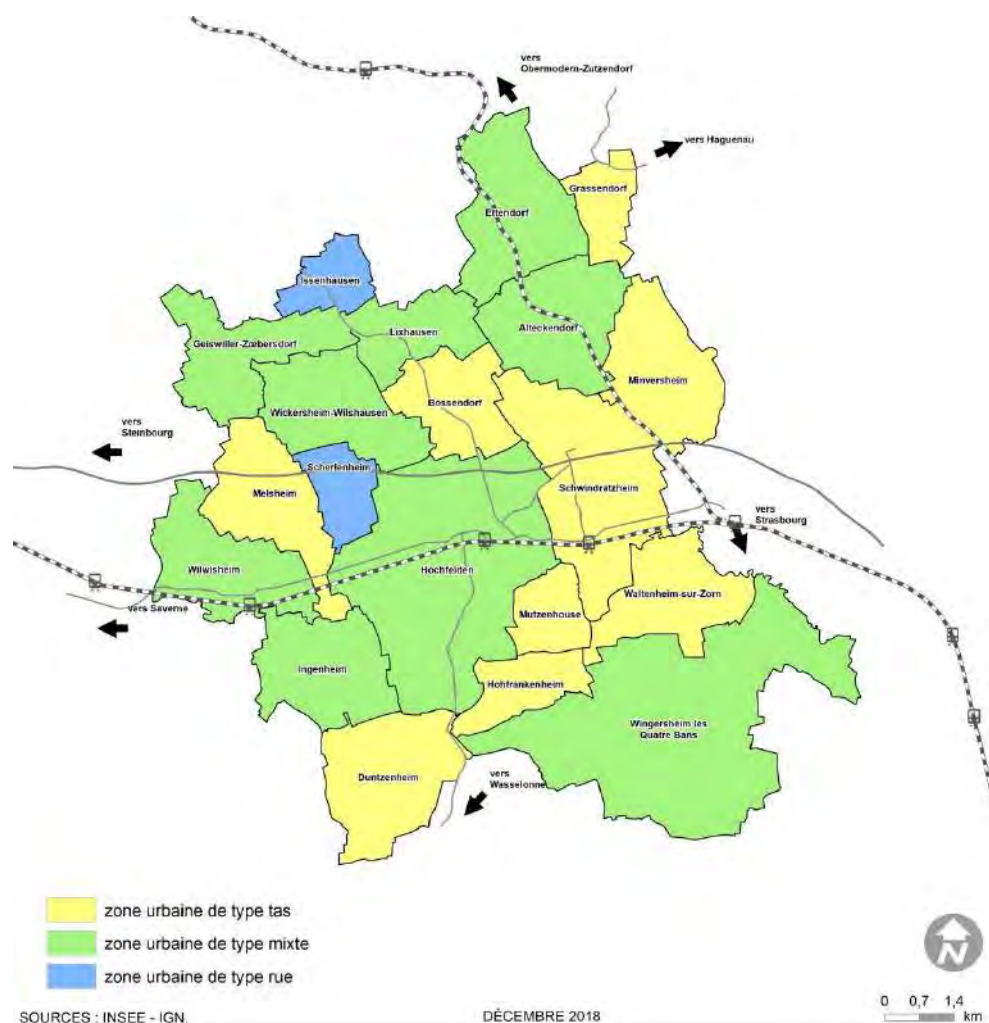 vers
Obermodern-Zutzendorf
vers Haguenau
Grassendorf
Ettendorf
Issenhausen
Lixhausen
Alteckendorf
Geiswiller-Zœbersdorf
Minversheim
Bossendorf
Wickersheim-Wilshausen
vers
Steinbourg
Scherlenheim
Melsheim
Schwindratzheim
vers
Strasbourg
Wilwisheim
Hochfelden
Waltenheim-sur-Zorn
vers Saverne
Mutzenhouse
Ingenheim
Hohfrankenheim
Wingersheim les
Quatre Bans
Duntzenheim
vers
Wasselonne
zone urbaine de type tas
zone urbaine de type mixte
zone urbaine de type rue
N
SOURCES : INSEE - IGN.
DÉCEMBRE 2018
0 0,7 1,4
km